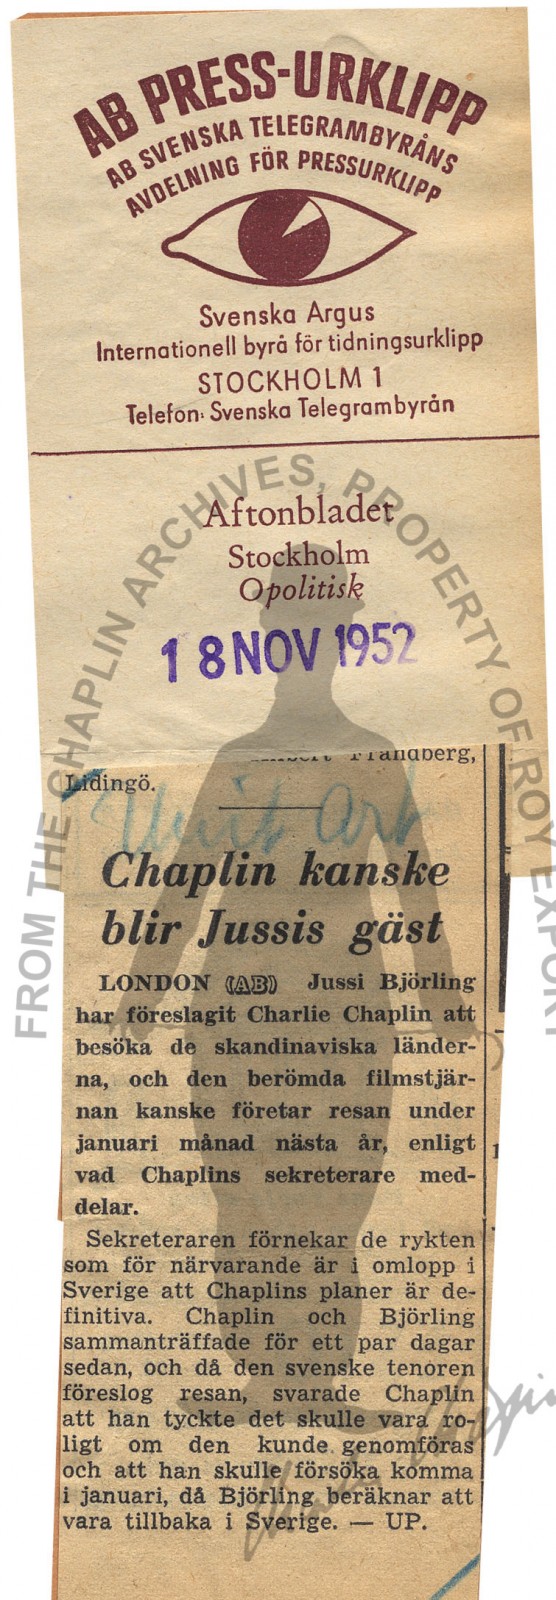 AB PRESS-URKLIPP
AB SVENSKA TELEGRAMBYRÅNS
AVDELNING FÖR PRESSURKLIPP
Svenska Argus
Internationell byrå för tidningsurklipp
STOCKHOLM 1
Telefon: Svenska Telegrambyrån
FROM THE CHAPLIN ARCHIVES, PROPERTY OF ROY EXPORT
Aftonbladet
Stockholm
Opolitisk
18 NOV 1952
Frandberg,
Lidingö.
Unit Art
Chaplin kanske
blir Jussis gäst
LONDON (AB) Jussi Björling
har föreslagit Charlie Chaplin att
besöka de skandinaviska länder-
na, och den berömda filmstjär-
nan kanske företar resan under
januari månad nästa år, enligt
vad Chaplins sekreterare med-
delar.
Sekreteraren förnekar de rykten
som för närvarande är i omlopp i
Sverige att Chaplins planer är de-
finitiva. Chaplin och Björling
sammanträffade för ett par dagar
sedan, och då den svenske tenoren
föreslog resan, svarade Chaplin
att han tyckte det skulle vara ro-
ligt om den kunde genomföras
och att han skulle försöka komma
i januari, då Björling beräknar att
vara tillbaka i Sverige. — UP.